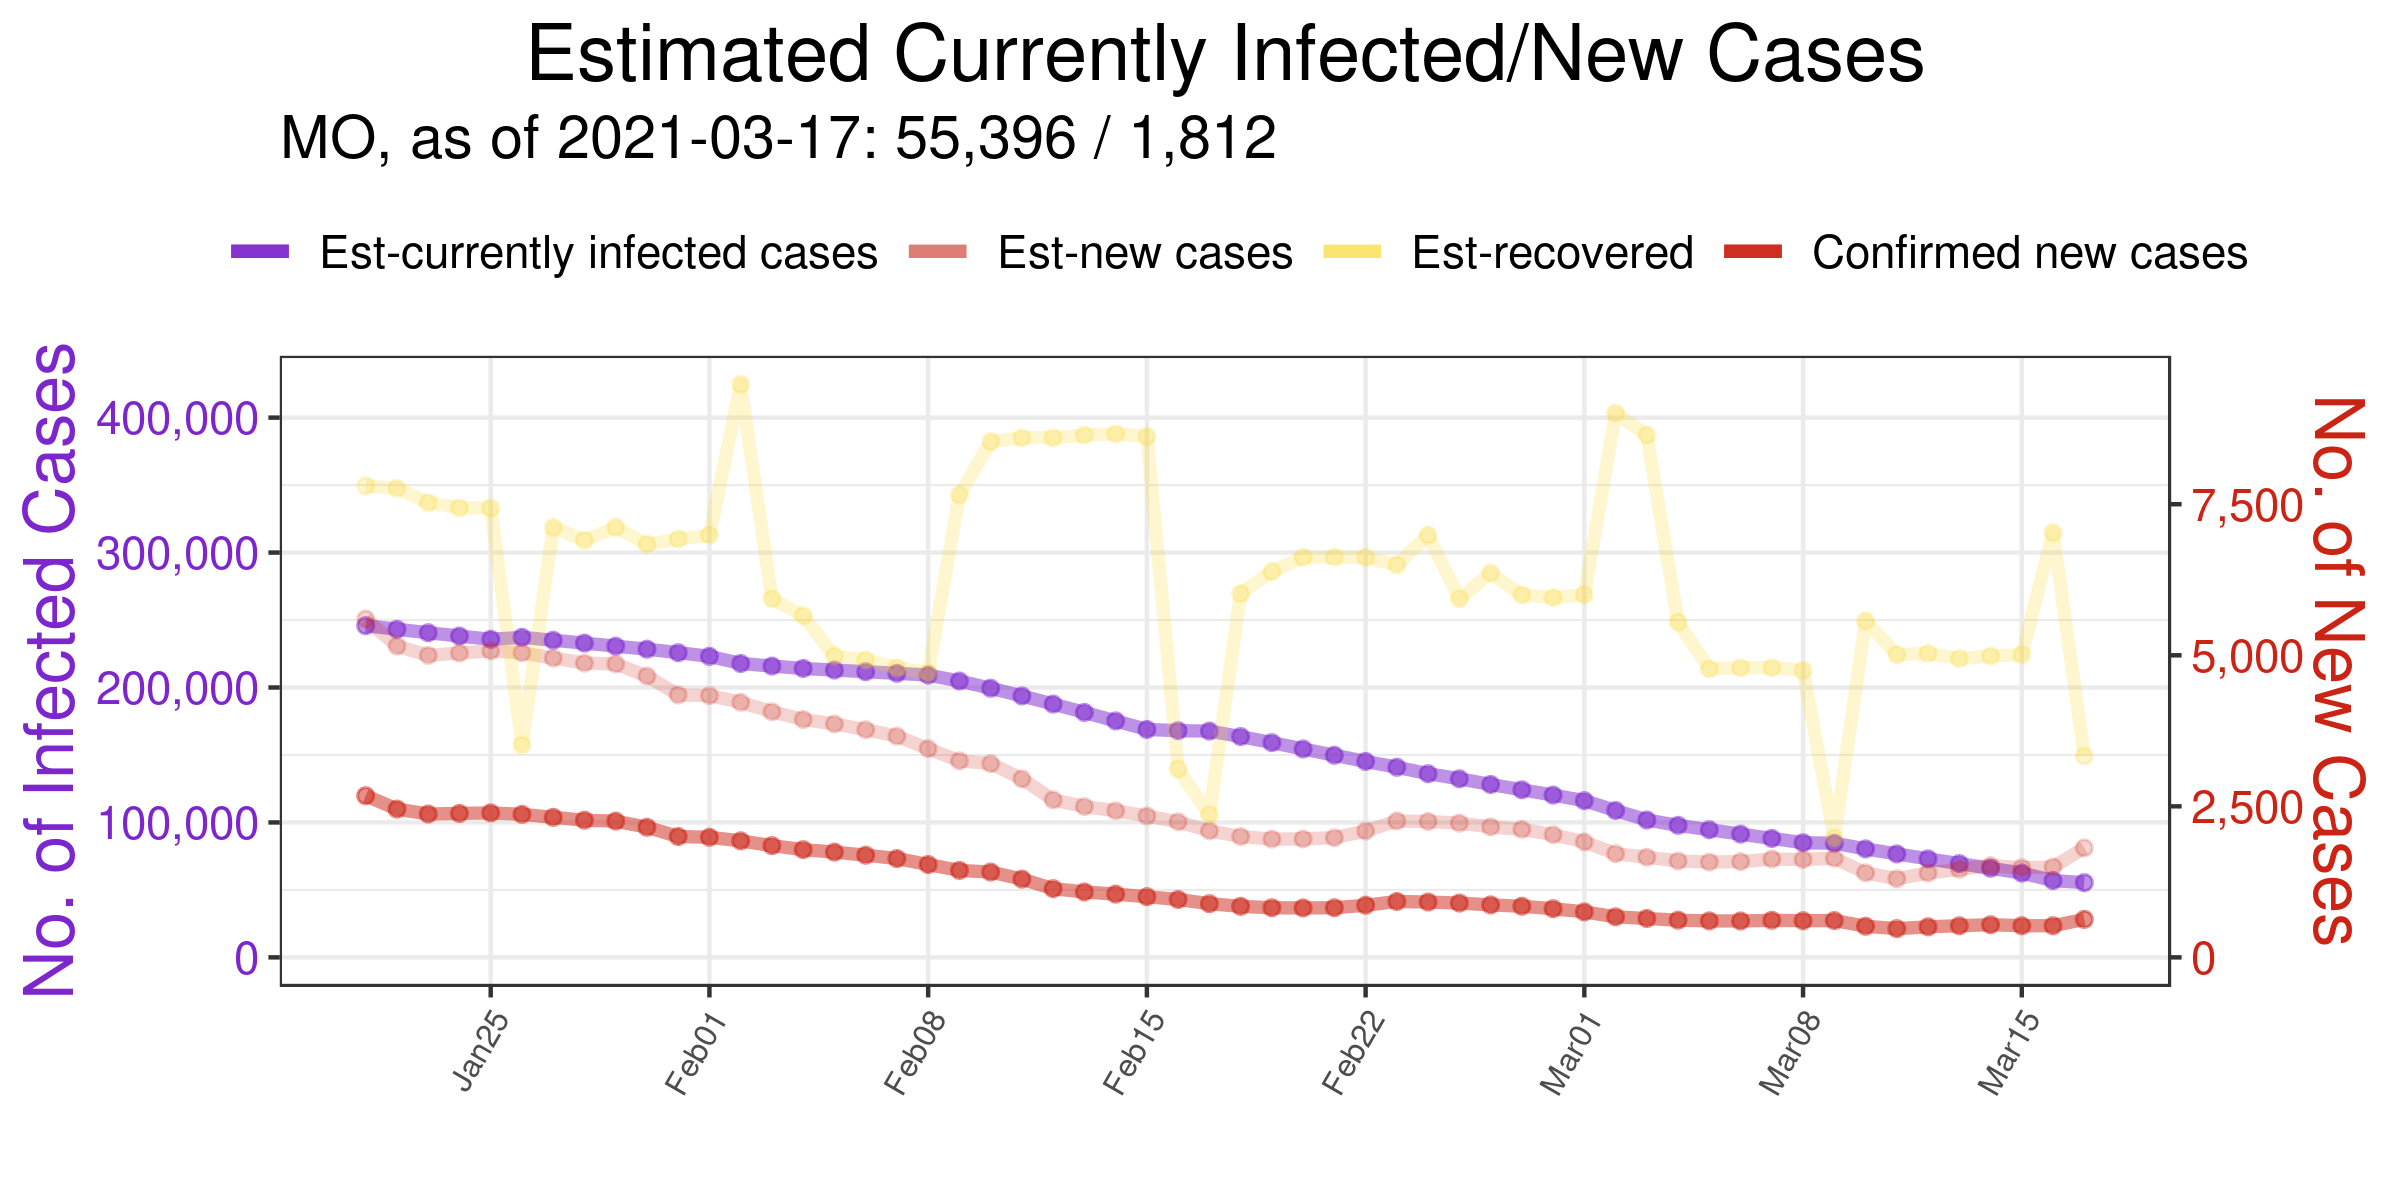 Estimated Currently Infected/New Cases
MO, as of 2021-03-17: 55,396 / 1,812
Est-currently infected cases Est-new cases Est-recovered Confirmed new cases
No. of Infected Cases
400,000
300,000
200,000
100,000
0
7,500
5,000
2,500
0
No. of New Cases
Jan25 Feb01 Feb08 Feb15 Feb22 Mar01 Mar08 Mar15